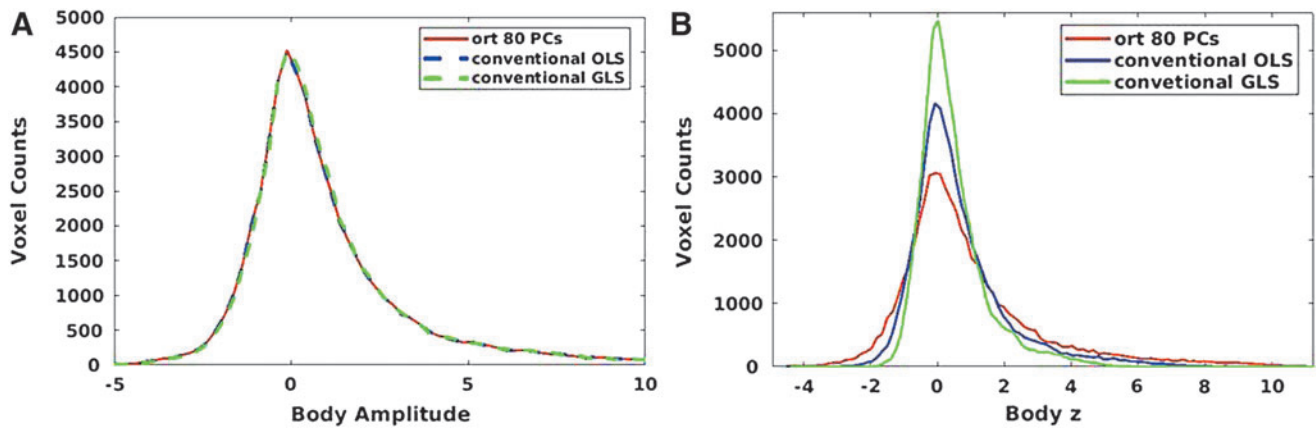 A
5000
4500
4000
3500
3000
2500
2000
1500
1000
500
0
-5
0
5
10
Voxel Counts
Body Amplitude
ort 80 PCs
conventional OLS
conventional GLS
B
5000
4000
3000
2000
1000
0
-4
-2
0
2
4
6
8
10
Voxel Counts
Body z
ort 80 PCs
conventional OLS
convetional GLS